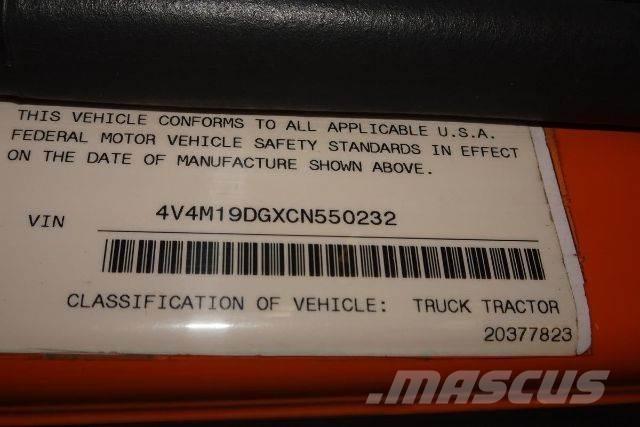 THIS VEHICLE CONFORMS TO ALL APPLICABLE U.S.A.
FEDERAL MOTOR VEHICLE SAFETY STANDARDS IN EFFECT
ON THE DATE OF MANUFACTURE SHOWN ABOVE.
VIN 4V4M19DGXCN550232
CLASSIFICATION OF VEHICLE: TRUCK TRACTOR
20377823
.MASCUS